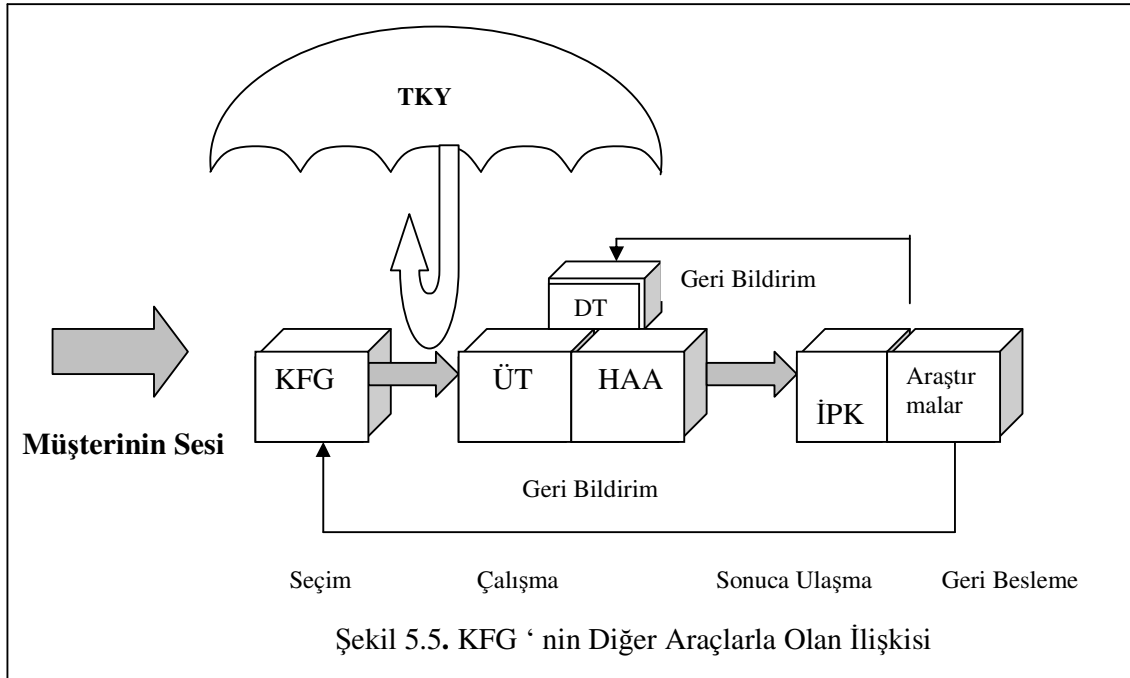 TKY
Geri Bildirim
DT
KFG
ÜT
HAA
İPK
Araştır
malar
Müşterinin Sesi
Geri Bildirim
Seçim Çalışma Sonuca Ulaşma Geri Besleme
Şekil 5.5. KFG ‘ nin Diğer Araçlarla Olan İlişkisi